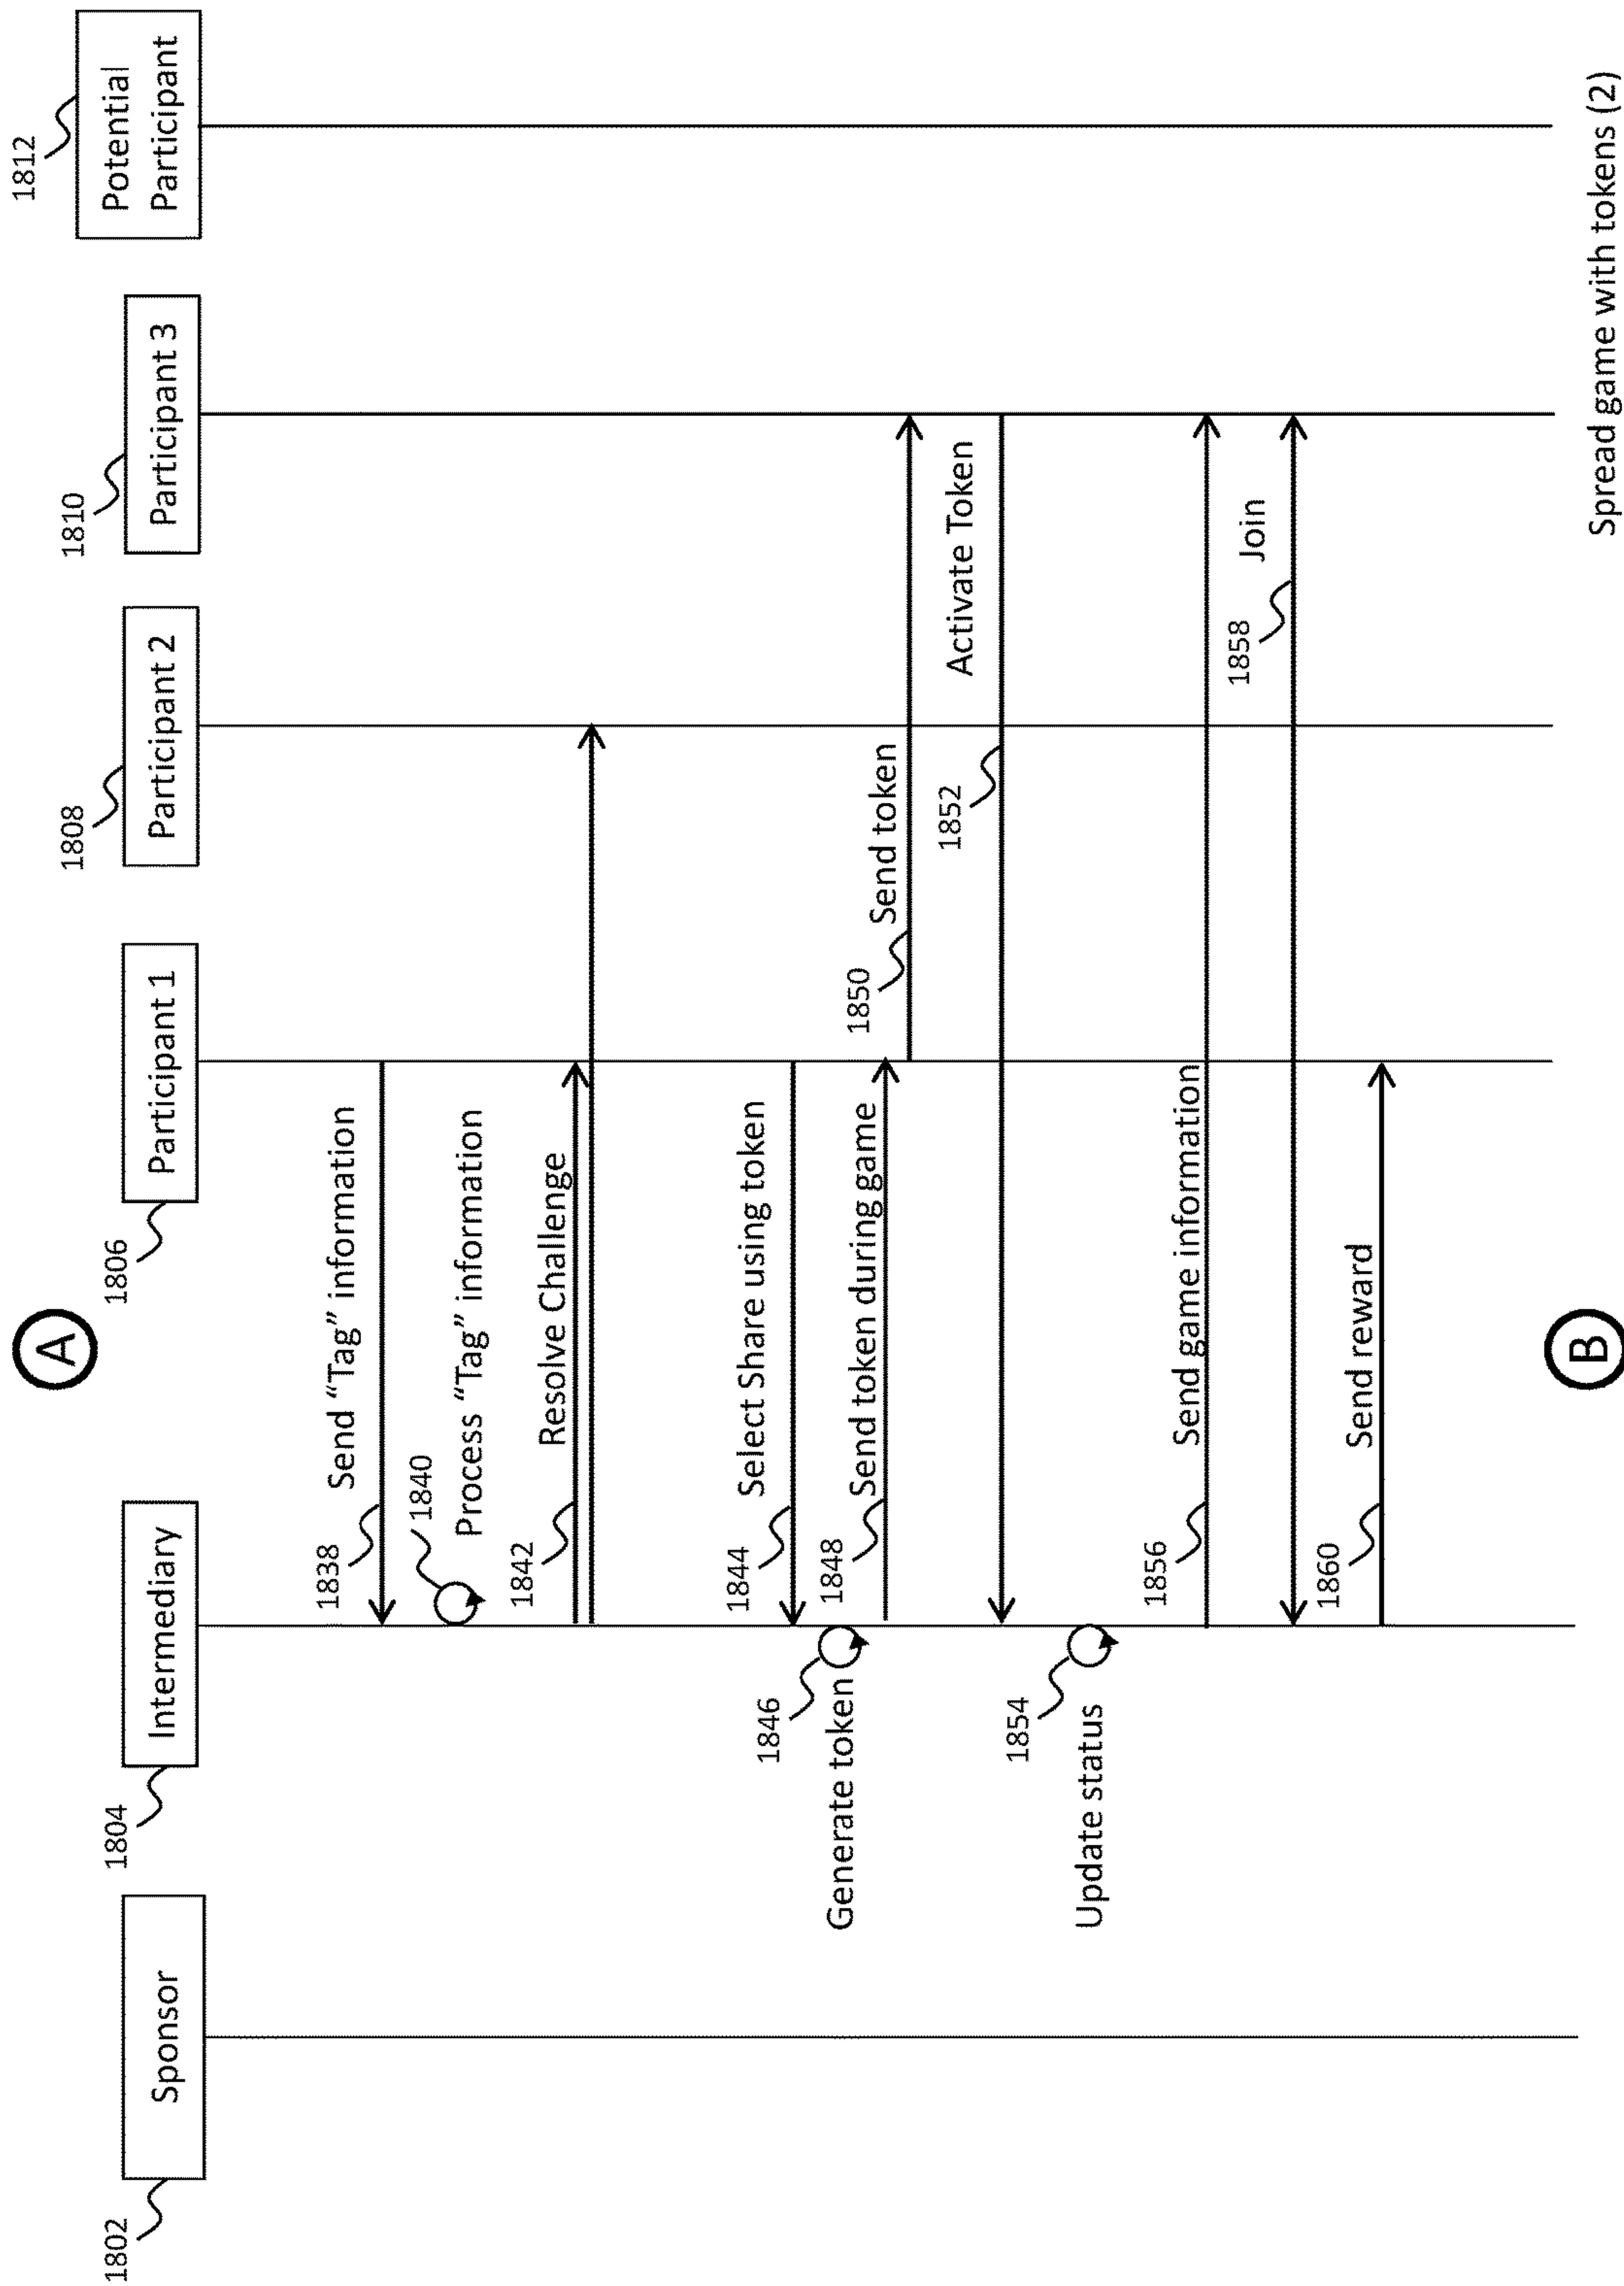 A
1802
Sponsor
1804
Intermediary
1806
Participant 1
1808
Participant 2
1810
Participant 3
1812
Potential
Participant
1838
Send “Tag” information
1840
Process “Tag” information
1842
Resolve Challenge
1844
Select Share using token
1846
Generate token
1848
Send token during game
1850
Send token
1852
Activate Token
1854
Update status
1856
Send game information
1858
Join
1860
Send reward
B
Spread game with tokens (2)